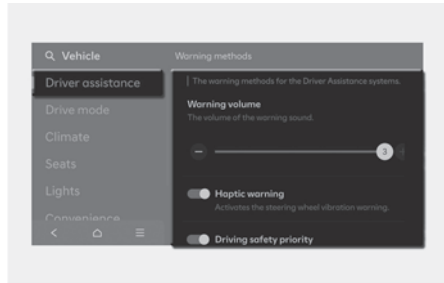 Vehicle
Warning methods
Driver assistance
The warning methods for the Driver Assistance systems.
Drive mode
Warning volume
The volume of the warning sound.
Climate
3
Seats
Lights
Haptic warning
Activates the steering wheel vibration warning.
Convenience
Driving safety priority